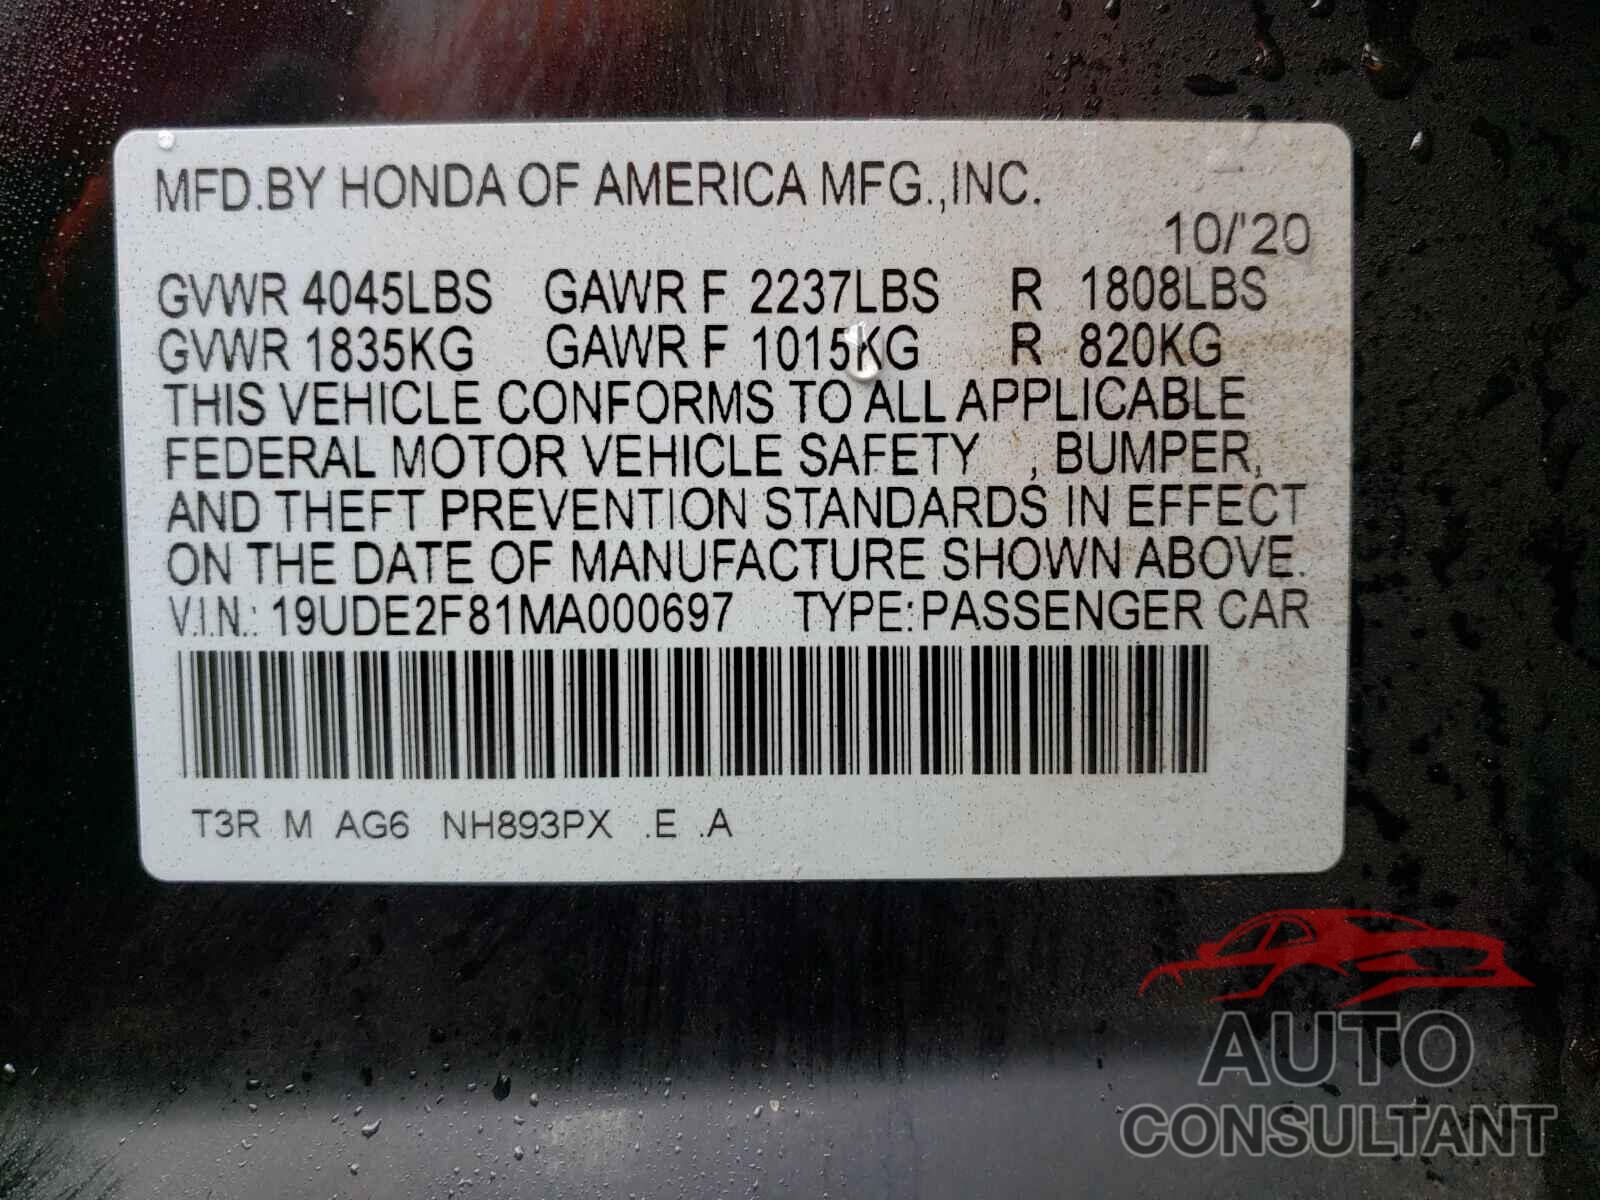 MFD.BY HONDA OF AMERICA MFG.,INC.
10/'20
GVWR 4045LBS GAWR F 2237LBS R 1808LBS
GVWR 1835KG GAWR F 1015KG R 820KG
THIS VEHICLE CONFORMS TO ALL APPLICABLE
FEDERAL MOTOR VEHICLE SAFETY , BUMPER,
AND THEFT PREVENTION STANDARDS IN EFFECT
ON THE DATE OF MANUFACTURE SHOWN ABOVE.
V.I.N.: 19UDE2F81MA000697 TYPE:PASSENGER CAR
T3R M AG6 NH893PX .E .A
AUTO
CONSULTANT